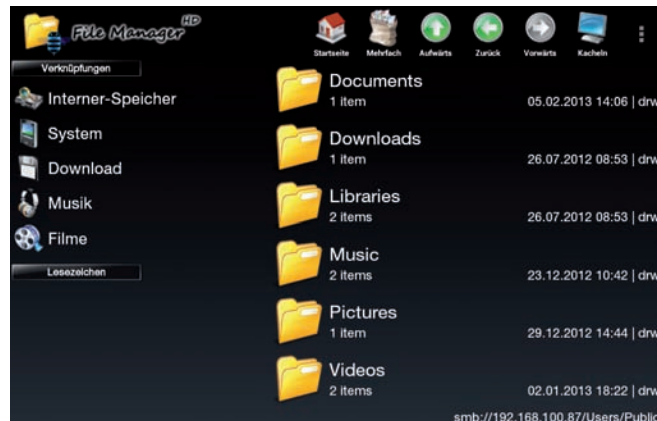 File Manager HD
Startseite Mehrfach Aufwärts Zurück Vorwärts Kacheln
Verknüpfungen
Interner-Speicher
System
Download
Musik
Filme
Lesezeichen
Documents
1 item
05.02.2013 14:06 | drw
Downloads
1 item
26.07.2012 08:53 | drw
Libraries
2 items
26.07.2012 08:53 | drw
Music
2 items
23.12.2012 10:42 | drw
Pictures
1 item
29.12.2012 14:44 | drw
Videos
2 items
02.01.2013 18:22 | drw
smb://192.168.100.87/Users/Public